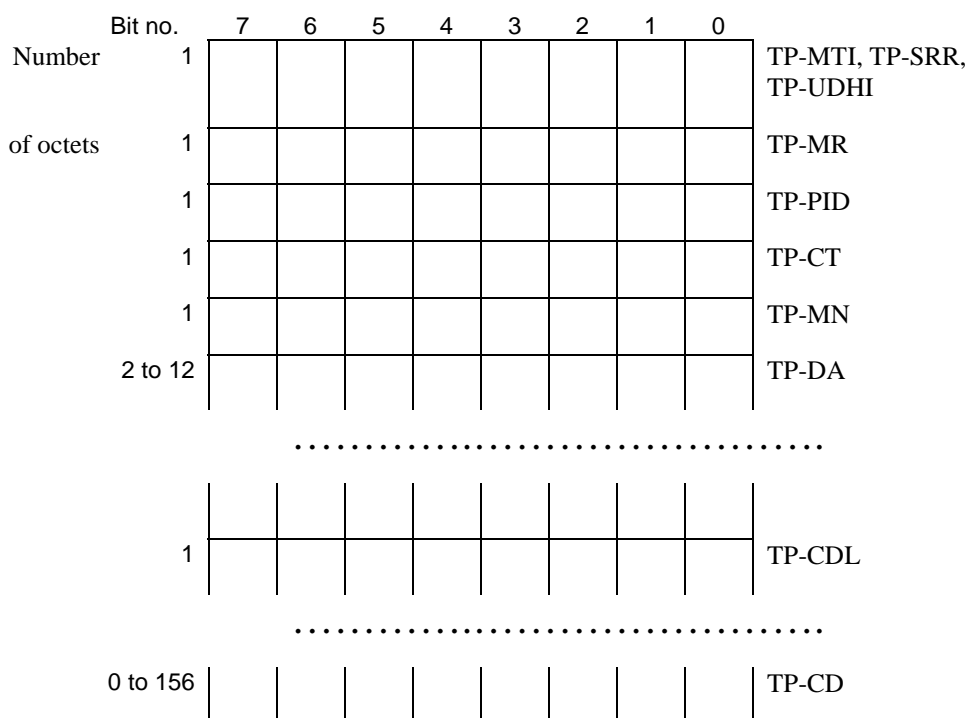 Bit no. 7 6 5 4 3 2 1 0
Number 1 TP-MTI, TP-SRR,
TP-UDHI
of octets 1 TP-MR
1 TP-PID
1 TP-CT
1 TP-MN
2 to 12 TP-DA
1 TP-CDL
0 to 156 TP-CD